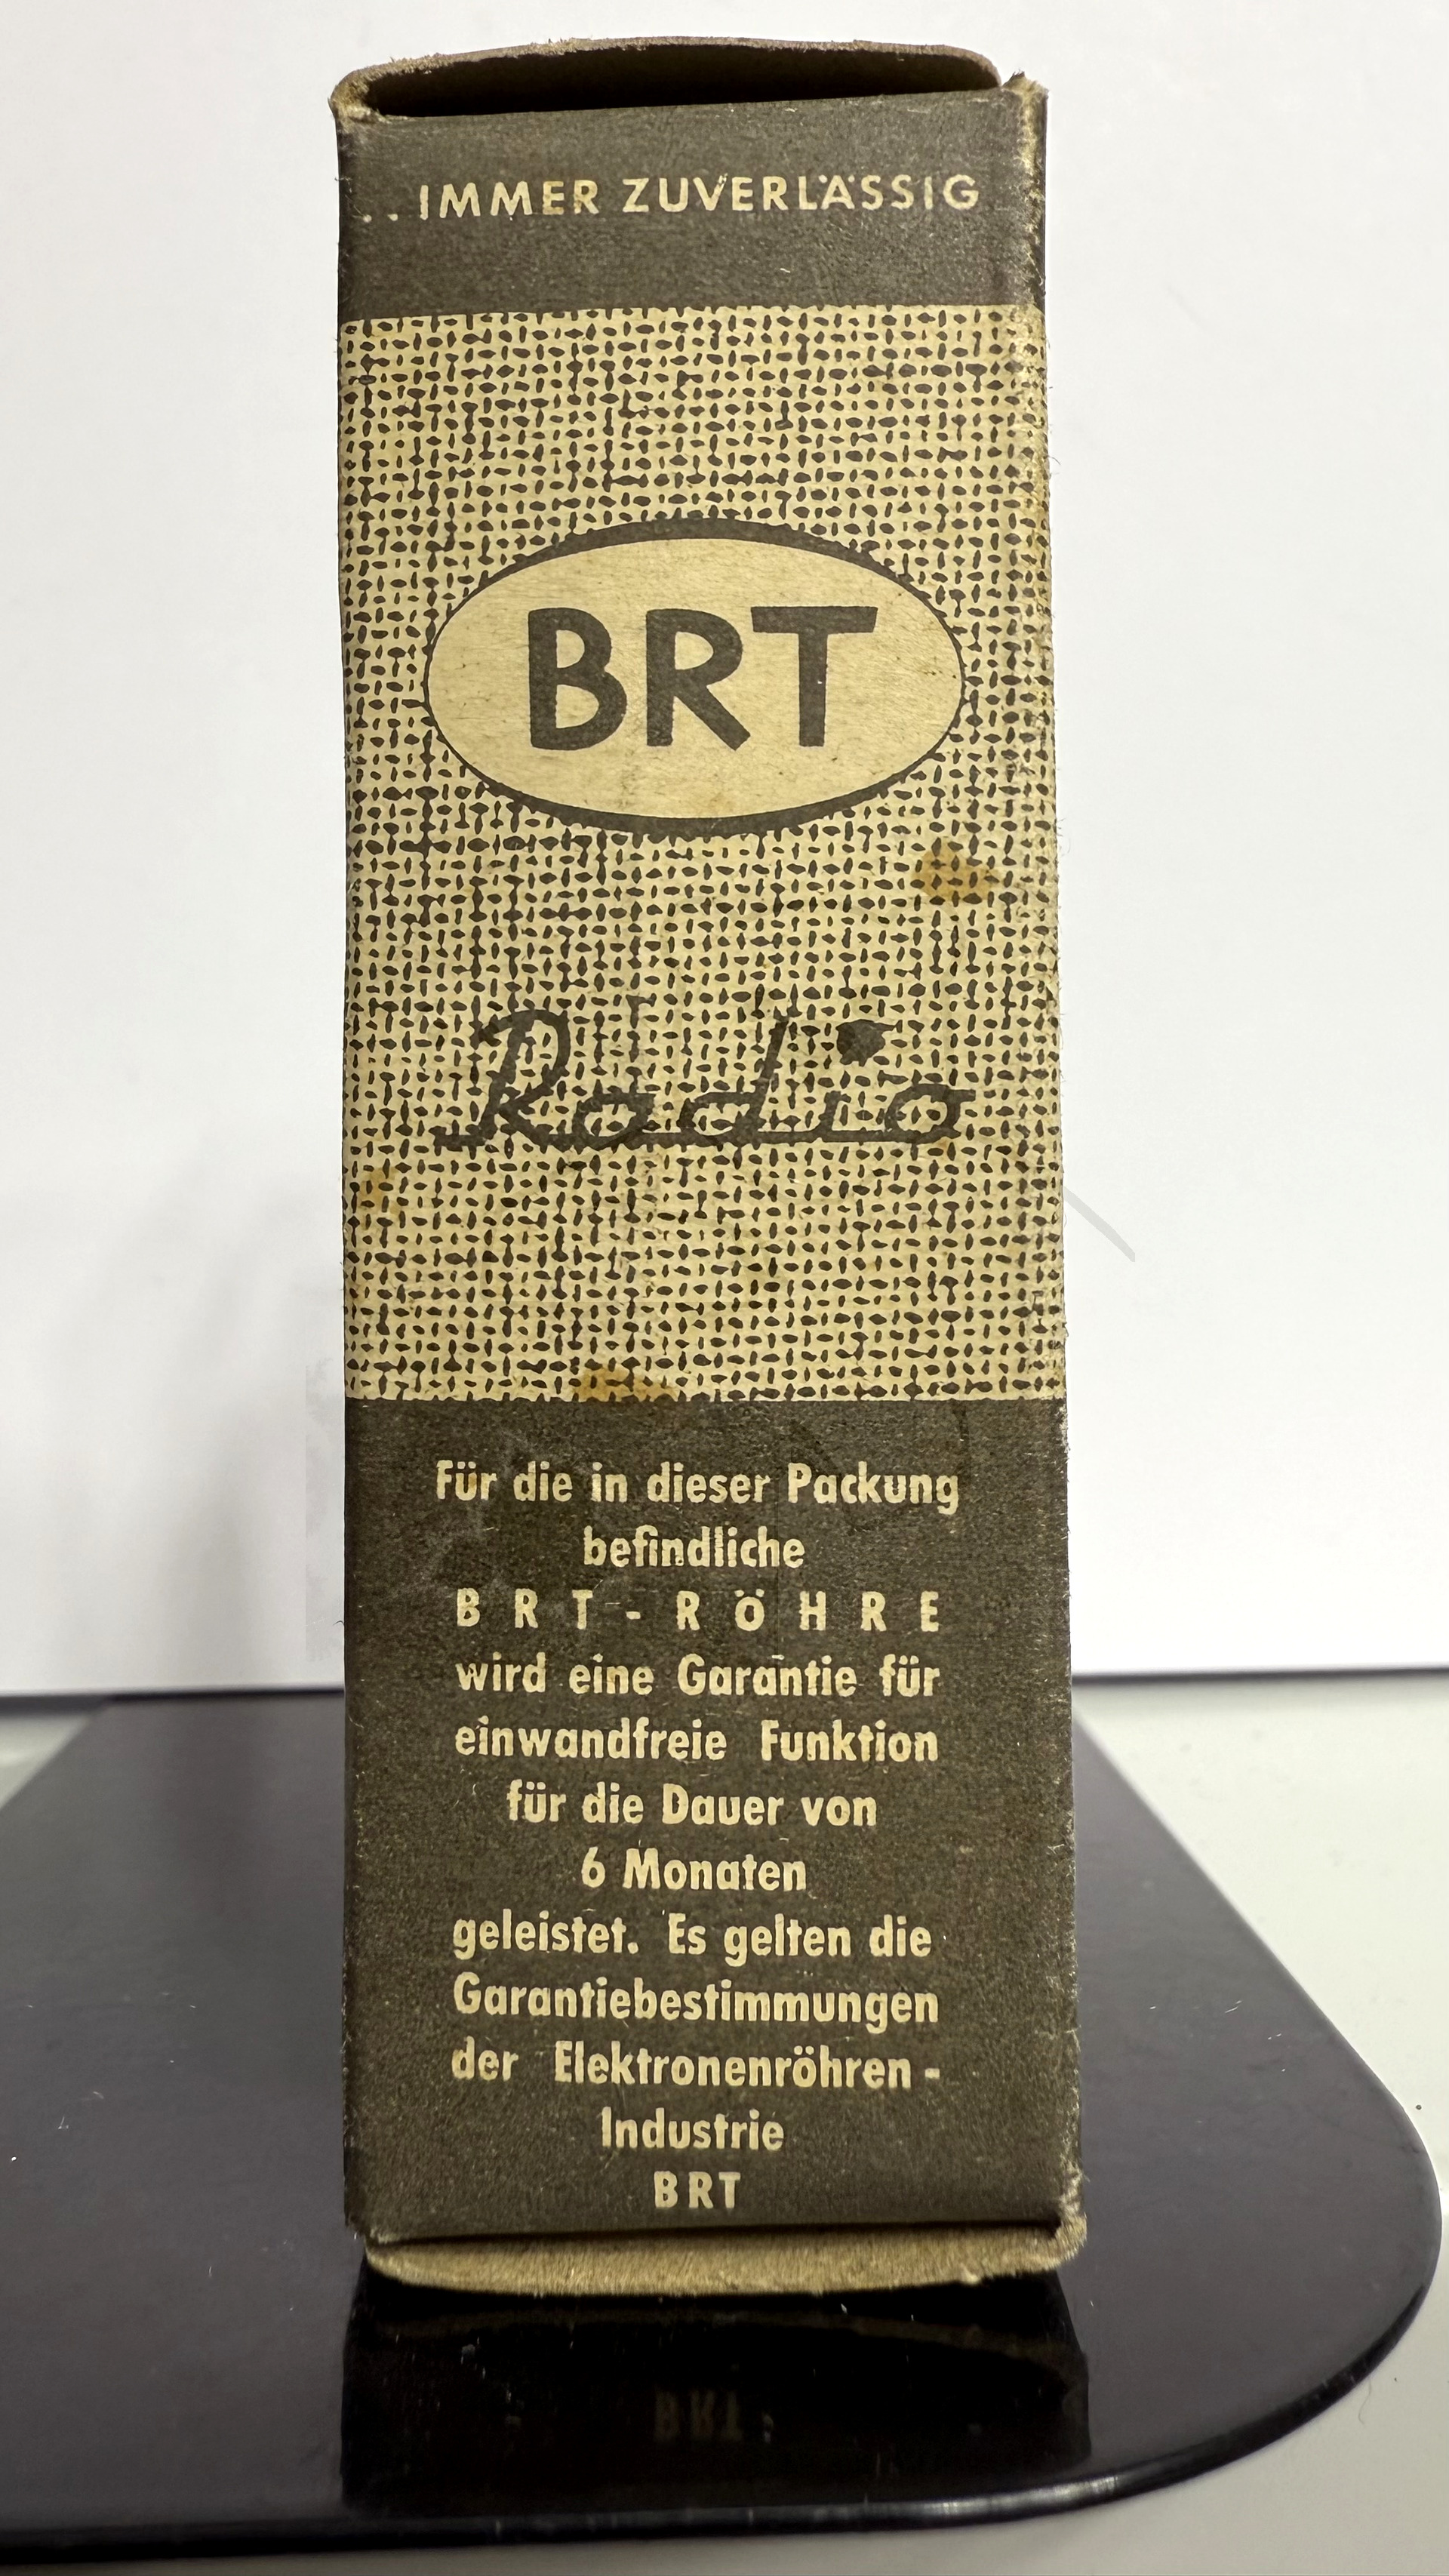 ..IMMER ZUVERLÄSSIG
BRT
Radio
Für die in dieser Packung
befindliche
BRT-RÖHRE
wird eine Garantie für
einwandfreie Funktion
für die Dauer von
6 Monaten
geleistet. Es gelten die
Garantiebestimmungen
der Elektronenröhren-
Industrie
BRT